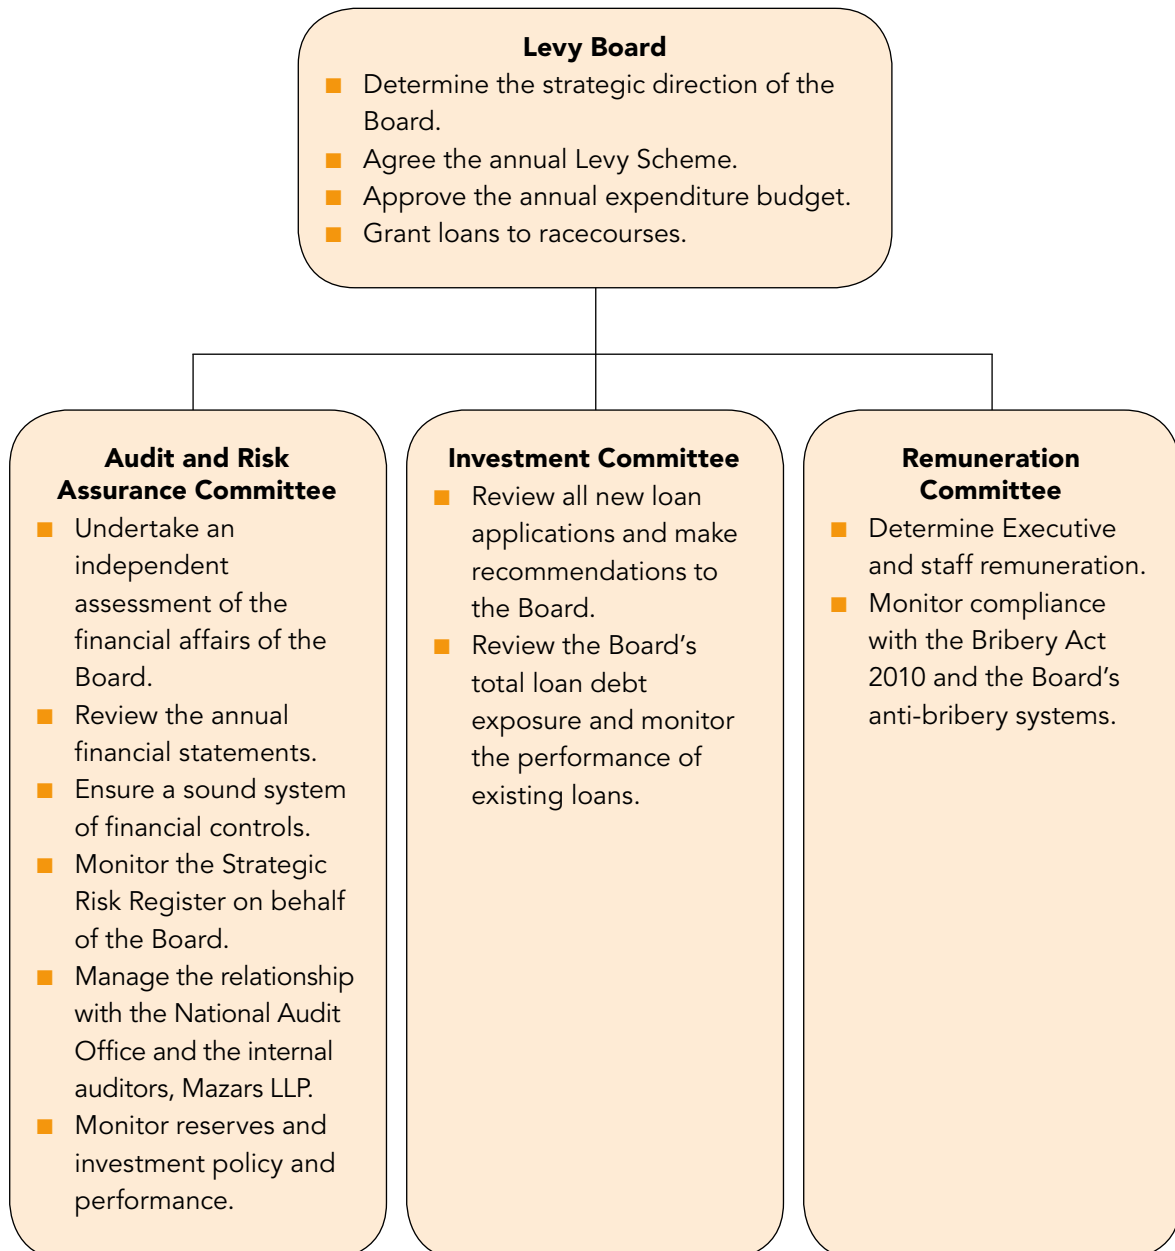 Levy Board
■ Determine the strategic direction of the
Board.
■ Agree the annual Levy Scheme.
■ Approve the annual expenditure budget.
■ Grant loans to racecourses.
Audit and Risk
Assurance Committee
■ Undertake an
independent
assessment of the
financial affairs of the
Board.
■ Review the annual
financial statements.
■ Ensure a sound system
of financial controls.
■ Monitor the Strategic
Risk Register on behalf
of the Board.
■ Manage the relationship
with the National Audit
Office and the internal
auditors, Mazars LLP.
■ Monitor reserves and
investment policy and
performance.
Investment Committee
■ Review all new loan
applications and make
recommendations to
the Board.
■ Review the Board’s
total loan debt
exposure and monitor
the performance of
existing loans.
Remuneration
Committee
■ Determine Executive
and staff remuneration.
■ Monitor compliance
with the Bribery Act
2010 and the Board’s
anti-bribery systems.